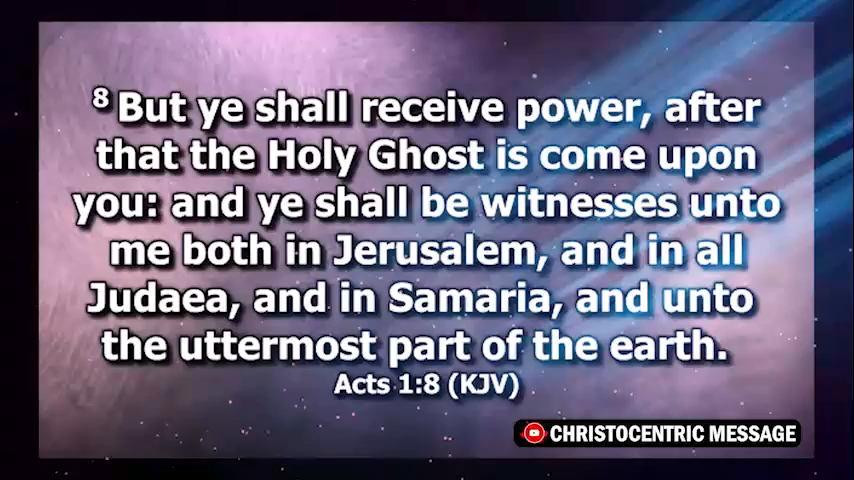 8 But ye shall receive power, after
that the Holy Ghost is come upon
you: and ye shall be witnesses unto
me both in Jerusalem, and in all
Judaea, and in Samaria, and unto
the uttermost part of the earth.
Acts 1:8 (KJV)
CHRISTOCENTRIC MESSAGE